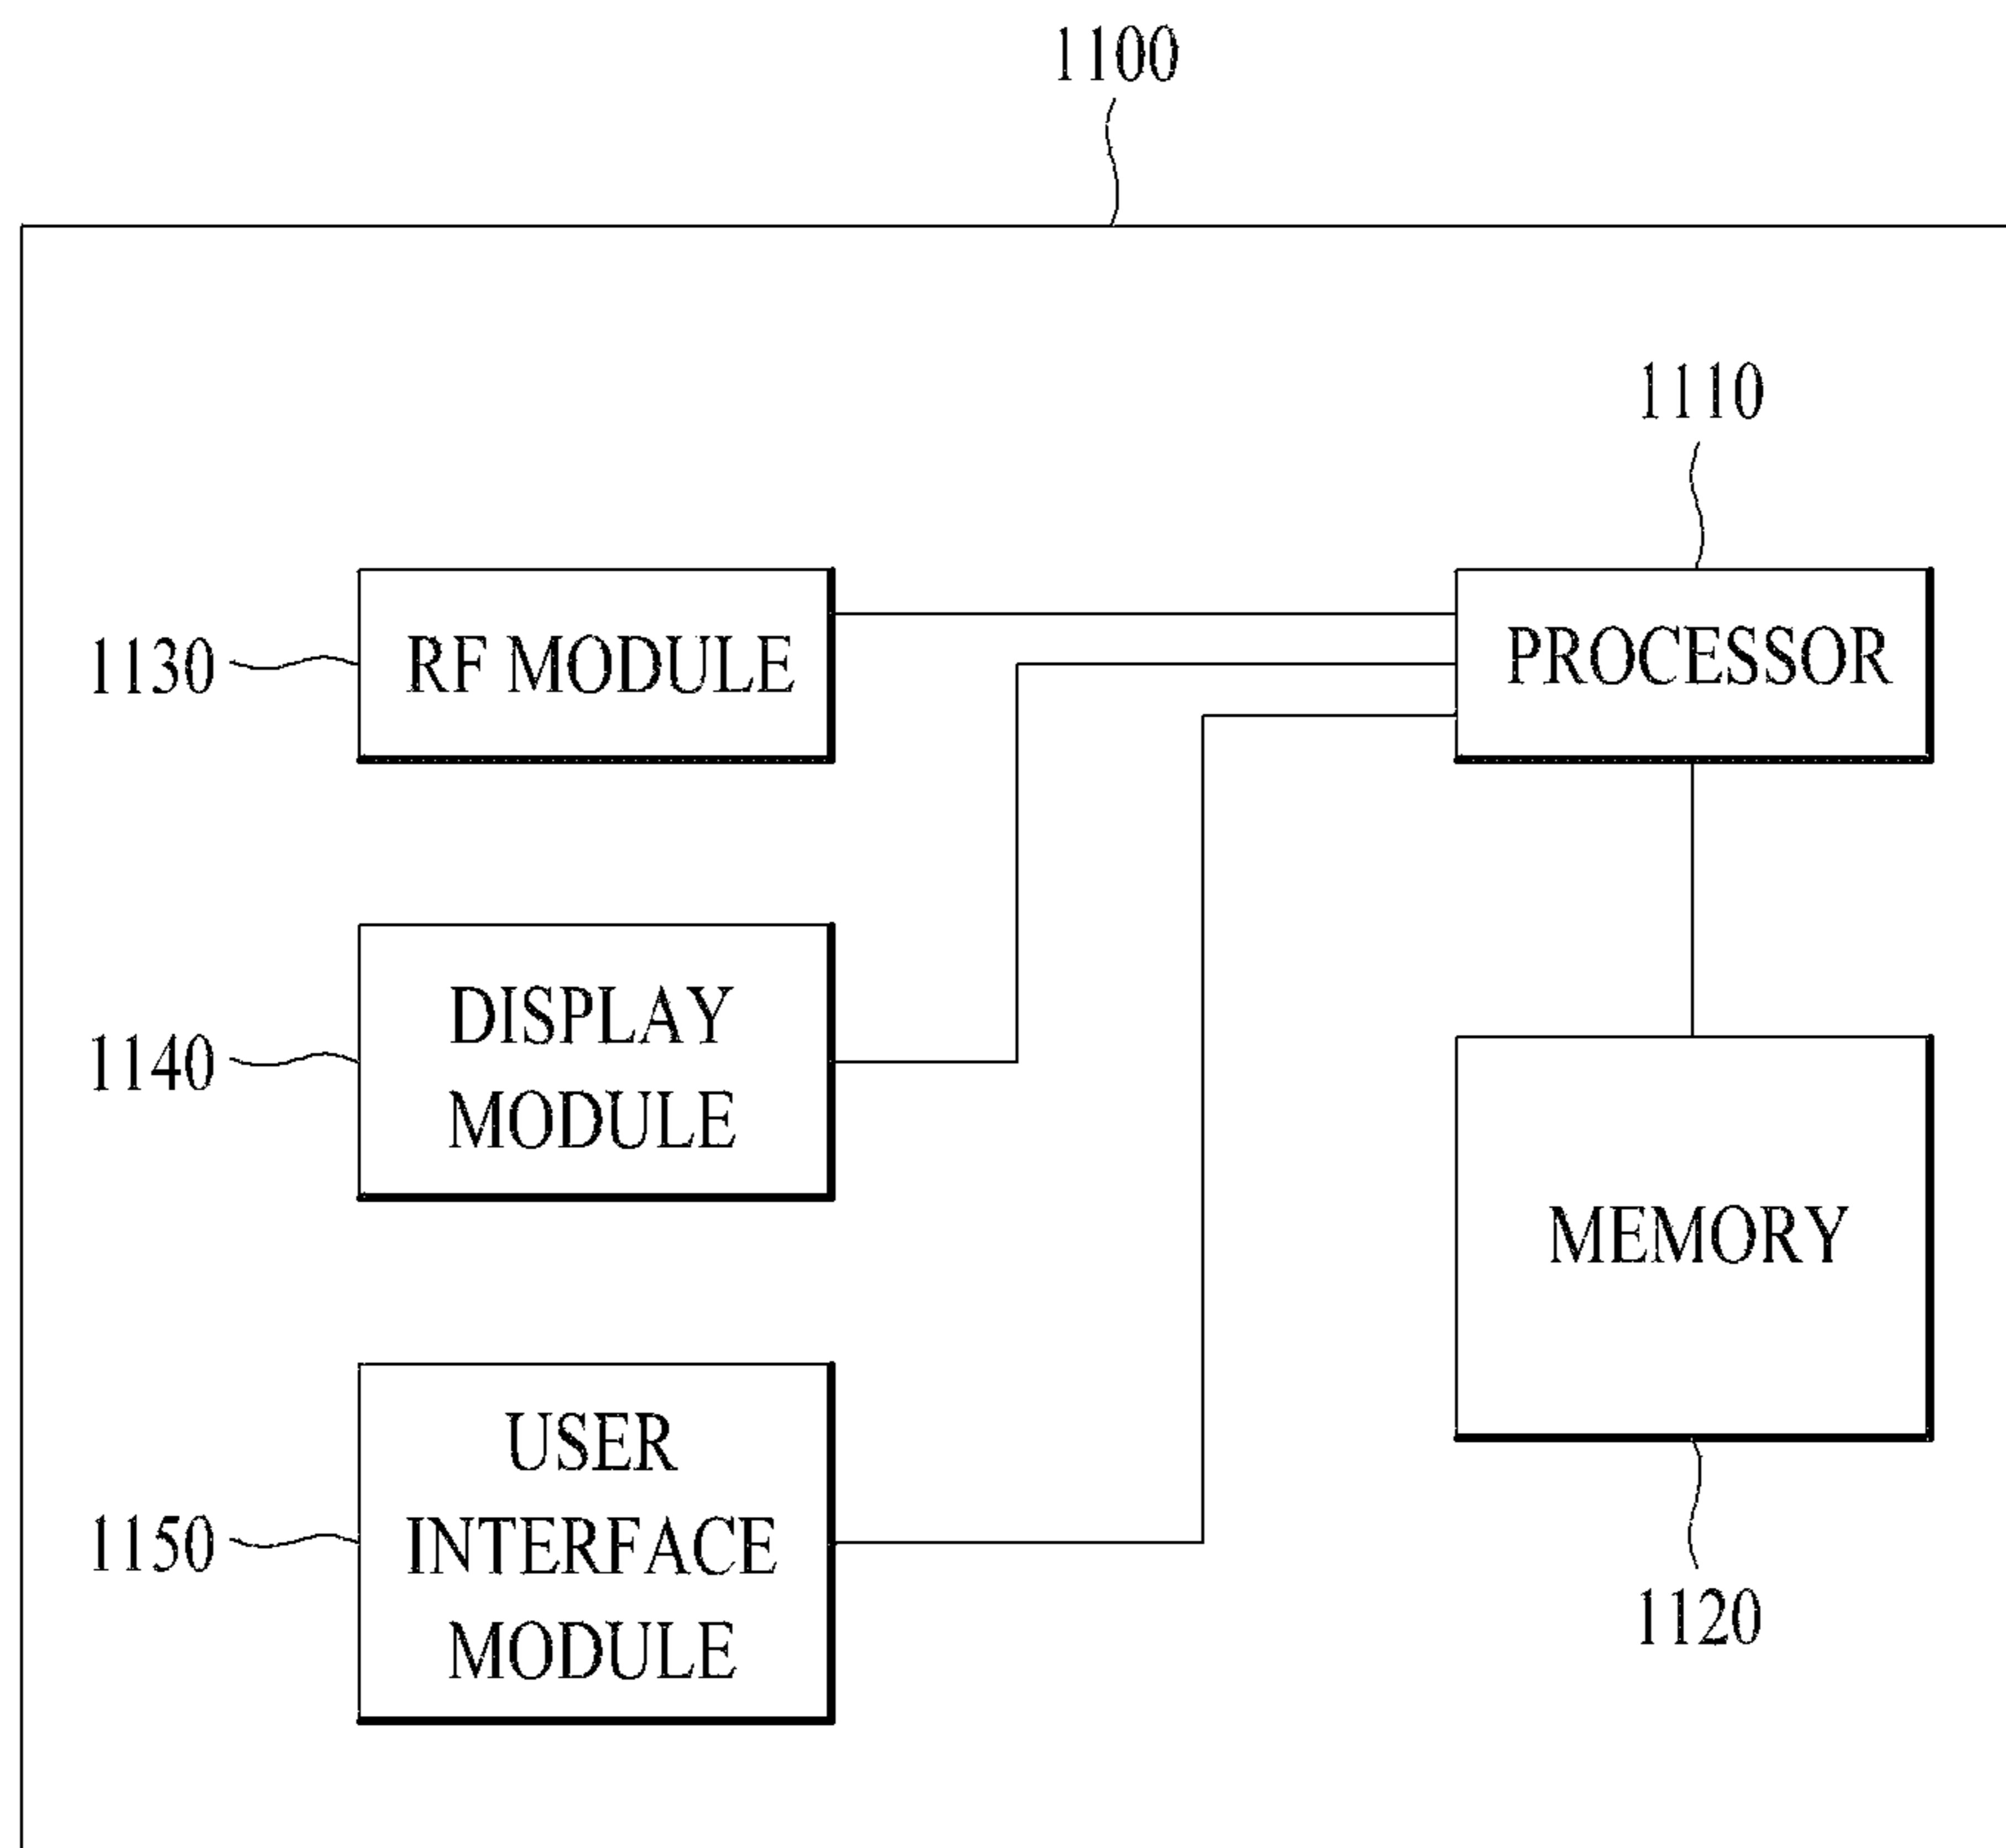 1100
1110
1130
RF MODULE
PROCESSOR
1140
DISPLAY
MODULE
MEMORY
1150
USER
INTERFACE
MODULE
1120